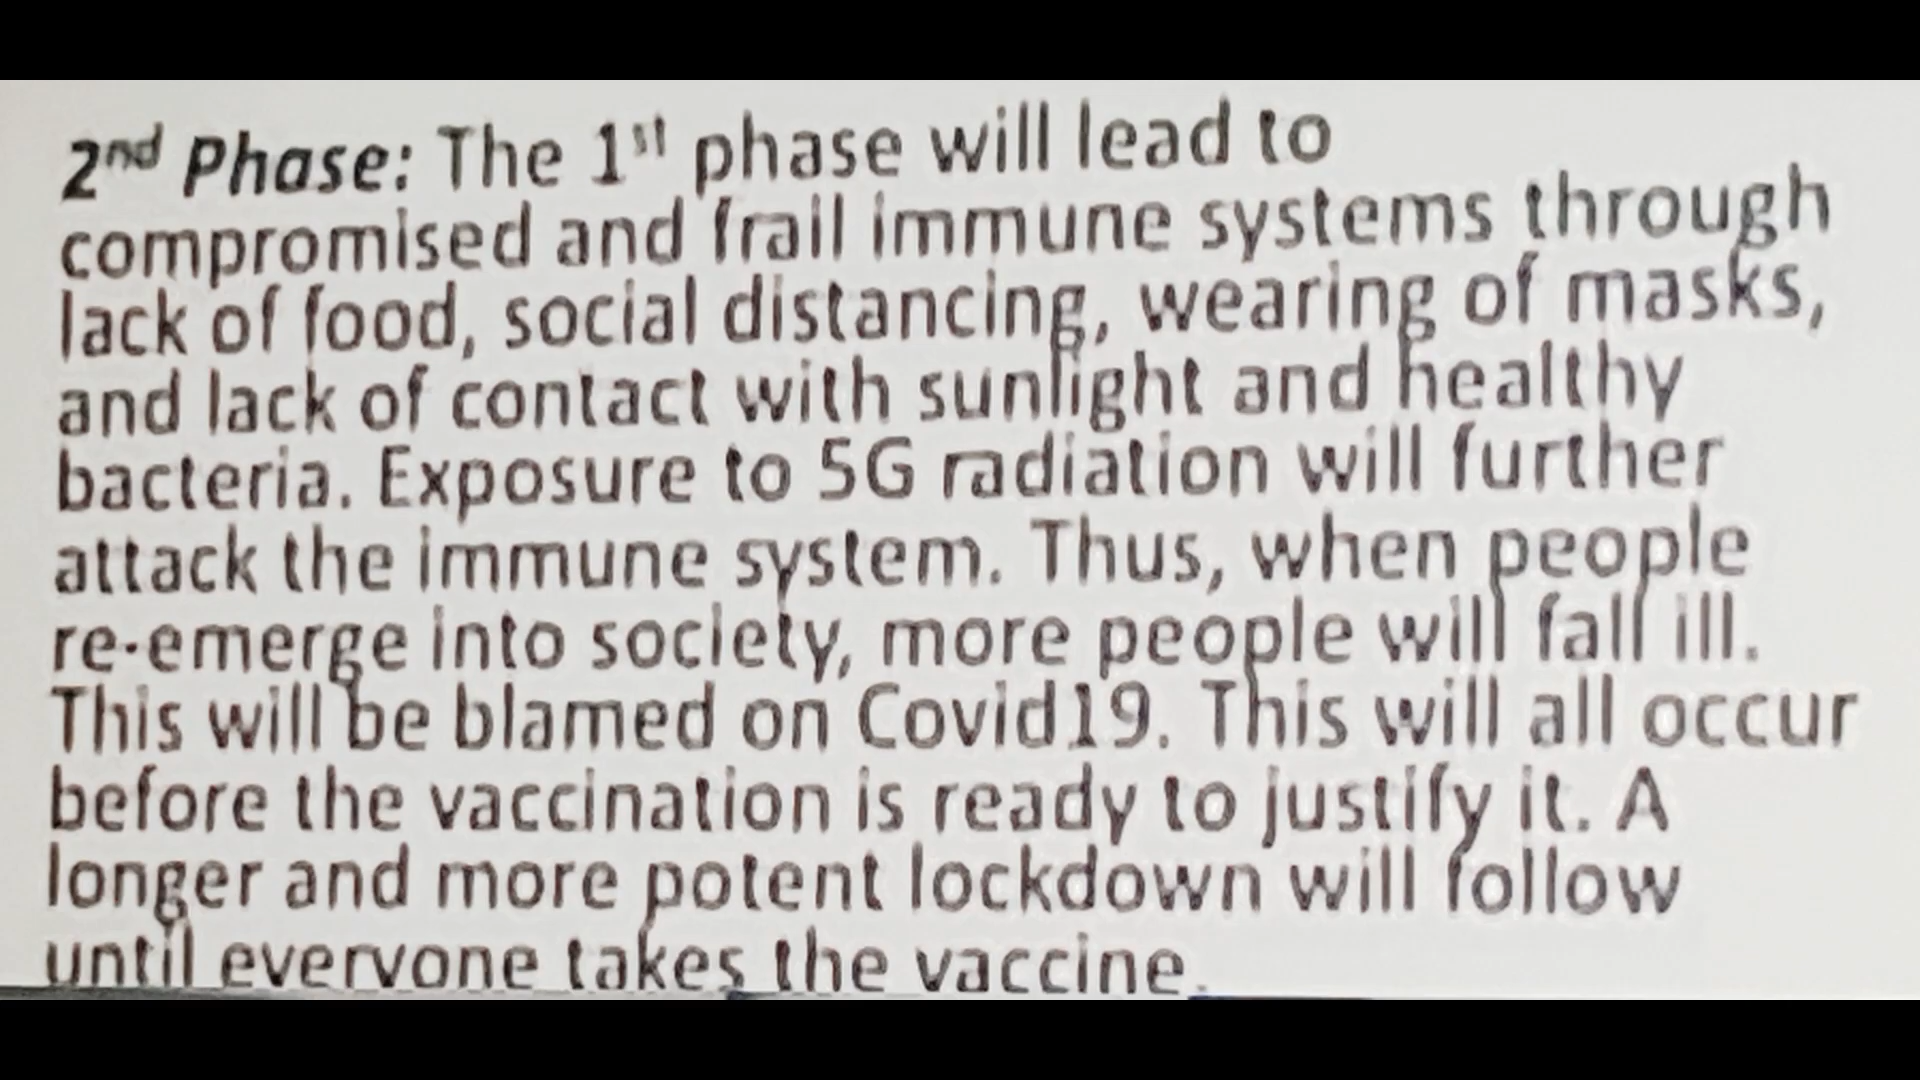 2nd Phase: The 1st phase will lead to
compromised and frail immune systems through
lack of food, social distancing, wearing of masks,
and lack of contact with sunlight and healthy
bacteria. Exposure to 5G radiation will further
attack the immune system. Thus, when people
re-emerge into society, more people will fall ill.
This will be blamed on Covid19. This will all occur
before the vaccination is ready to justify it. A
longer and more potent lockdown will follow
until everyone takes the vaccine.